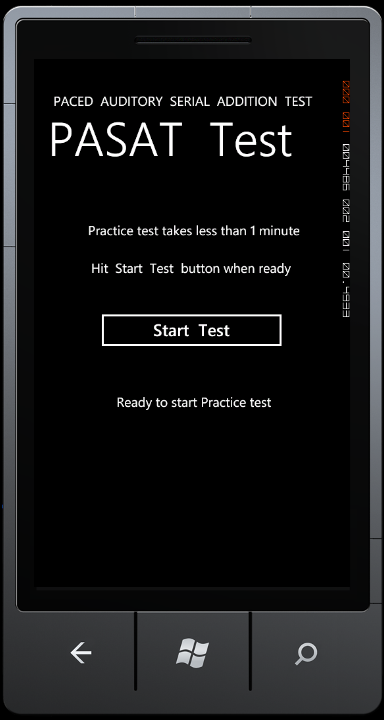 PACED AUDITORY SERIAL ADDITION TEST
PASAT Test
Practice test takes less than 1 minute
Hit Start Test button when ready
Start Test
Ready to start Practice test